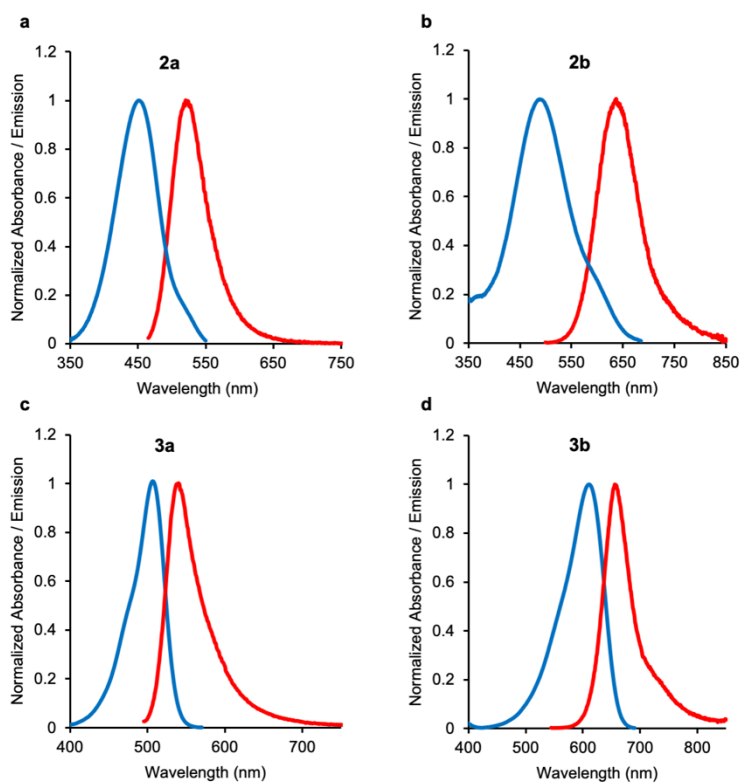 a
2a
Normalized Absorbance / Emission
1.2
1
0.8
0.6
0.4
0.2
0
350 450 550 650 750
Wavelength (nm)
b
2b
Normalized Absorbance / Emission
1.2
1
0.8
0.6
0.4
0.2
0
350 450 550 650 750 850
Wavelength (nm)
c
3a
Normalized Absorbance / Emission
1.2
1
0.8
0.6
0.4
0.2
0
400 500 600 700
Wavelength (nm)
d
3b
Normalized Absorbance / Emission
1.2
1
0.8
0.6
0.4
0.2
0
400 500 600 700 800
Wavelength (nm)